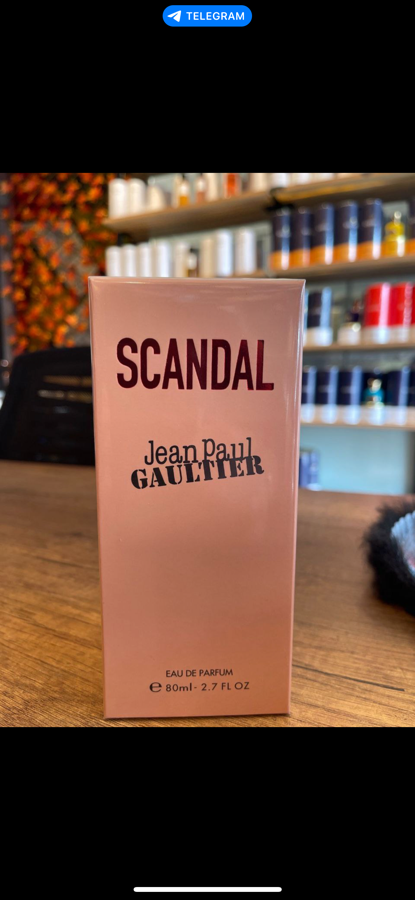 TELEGRAM
SCANDAL
Jean Paul
GAULTIER
EAU DE PARFUM
℮ 80ml - 2.7 FL OZ